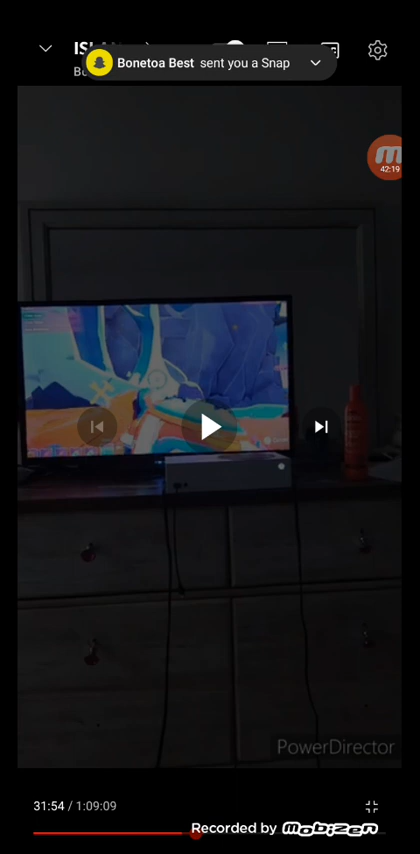 Bonetoa Best sent you a Snap
42:19
PowerDirector
31:54 / 1:09:09
Recorded by mobizen